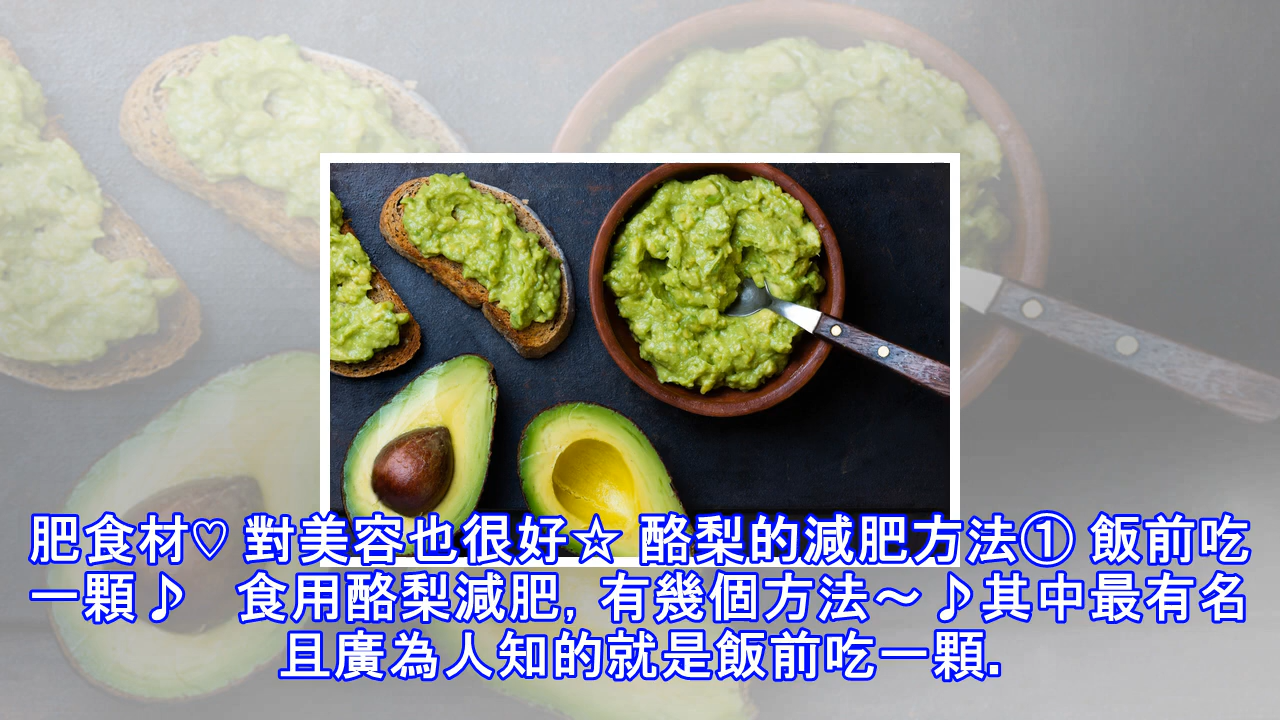 肥食材♡ 對美容也很好☆ 酪梨的減肥方法① 飯前吃
一顆♪ 食用酪梨減肥, 有幾個方法～♪其中最有名
且廣為人知的就是飯前吃一顆.